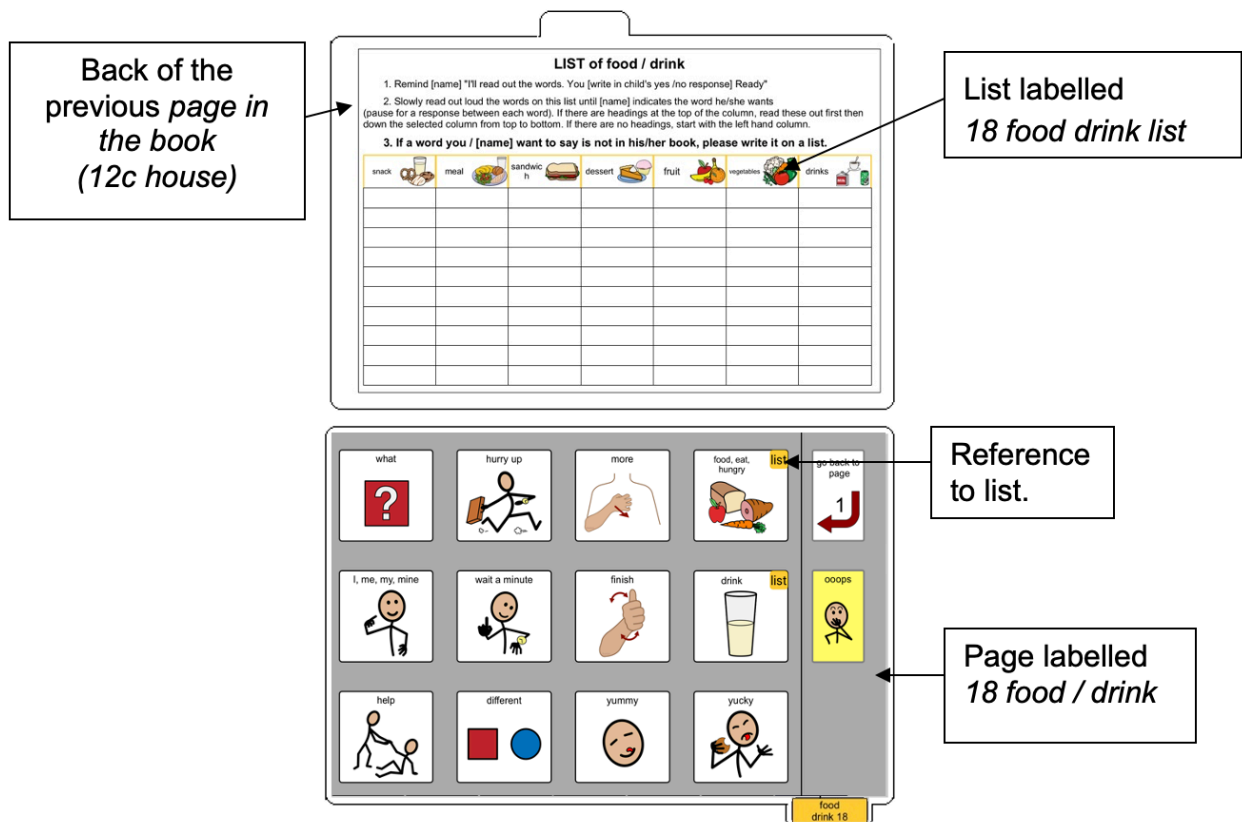 Back of the
previous page in
the book
(12c house)
LIST of food / drink
1. Remind [name] "I'll read out the words. You [write in child's yes /no response] Ready"
2. Slowly read out loud the words on this list until [name] indicates the word he/she wants
(pause for a response between each word). If there are headings at the top of the column, read these out first then
down the selected column from top to bottom. If there are no headings, start with the left hand column.
3. If a word you / [name] want to say is not in his/her book, please write it on a list.
snack
meal
sandwic
h
dessert
fruit
vegetables
drinks
List labelled
18 food drink list
what
hurry up
more
food, eat,
hungry
list
go back to
page
1
Reference
to list.
I, me, my, mine
wait a minute
finish
drink
list
ooops
Page labelled
18 food / drink
help
different
yummy
yucky
food
drink 18